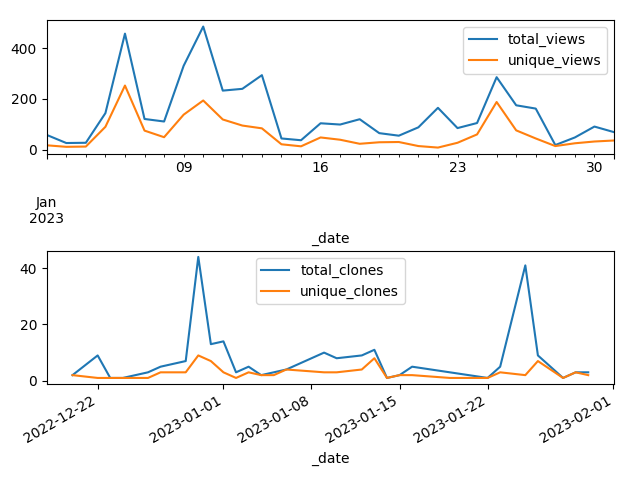 400
200
0
total_views
unique_views
09
16
23
30
Jan
2023
_date
40
20
0
total_clones
unique_clones
2022-12-22
2023-01-01
2023-01-08
2023-01-15
2023-01-22
2023-02-01
_date